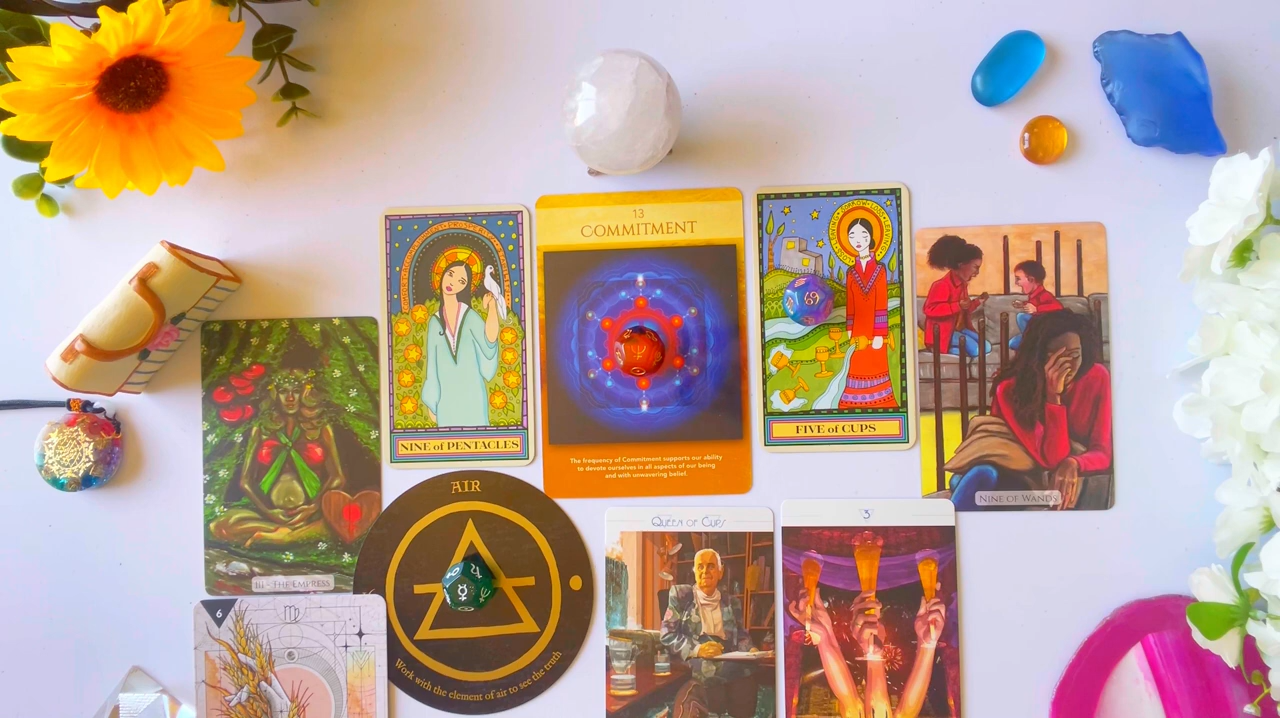 13
COMMITMENT
The frequency of Commitment supports our ability
to devote ourselves in all aspects of our being
and with unwavering belief.
NINE of PENTACLES
FIVE of CUPS
NINE OF WANDS
III - THE EMPRESS
AIR
Work with the element of air to see the truth
QUEEN OF CUPS
3
6